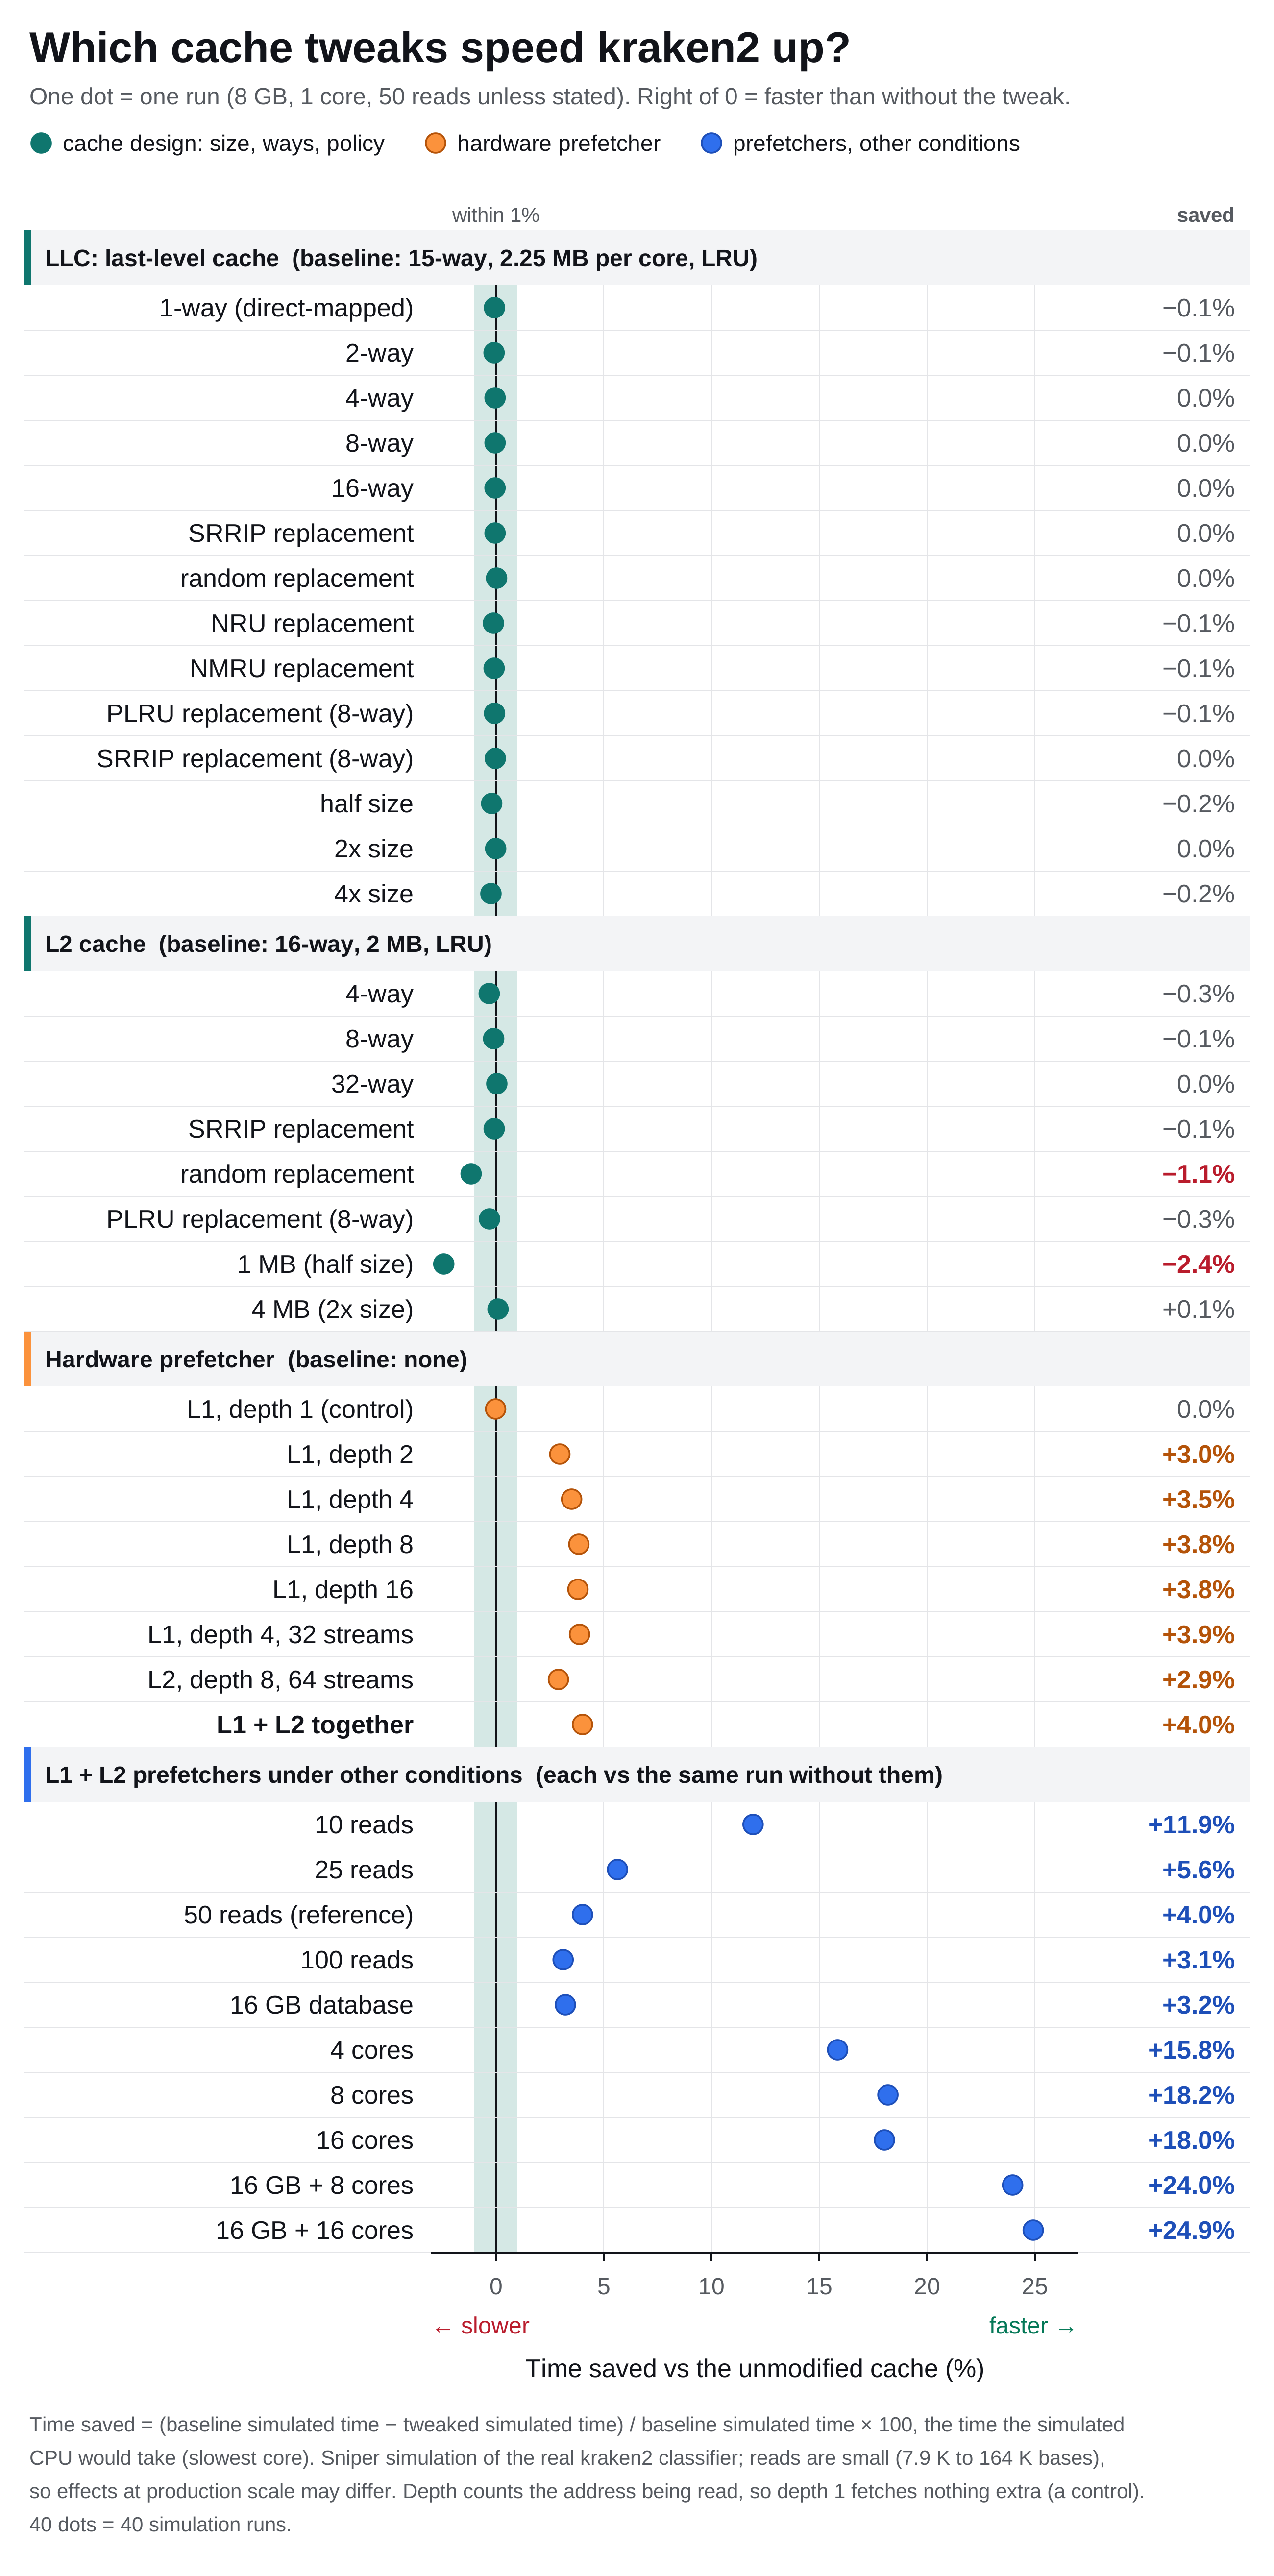 Which cache tweaks speed kraken2 up?
One dot = one run (8 GB, 1 core, 50 reads unless stated). Right of 0 = faster than without the tweak.
cache design: size, ways, policy hardware prefetcher prefetchers, other conditions
within 1% saved
LLC: last-level cache (baseline: 15-way, 2.25 MB per core, LRU)
1-way (direct-mapped) −0.1%
2-way −0.1%
4-way 0.0%
8-way 0.0%
16-way 0.0%
SRRIP replacement 0.0%
random replacement 0.0%
NRU replacement −0.1%
NMRU replacement −0.1%
PLRU replacement (8-way) −0.1%
SRRIP replacement (8-way) 0.0%
half size −0.2%
2x size 0.0%
4x size −0.2%
L2 cache (baseline: 16-way, 2 MB, LRU)
4-way −0.3%
8-way −0.1%
32-way 0.0%
SRRIP replacement −0.1%
random replacement −1.1%
PLRU replacement (8-way) −0.3%
1 MB (half size) −2.4%
4 MB (2x size) +0.1%
Hardware prefetcher (baseline: none)
L1, depth 1 (control) 0.0%
L1, depth 2 +3.0%
L1, depth 4 +3.5%
L1, depth 8 +3.8%
L1, depth 16 +3.8%
L1, depth 4, 32 streams +3.9%
L2, depth 8, 64 streams +2.9%
L1 + L2 together +4.0%
L1 + L2 prefetchers under other conditions (each vs the same run without them)
10 reads +11.9%
25 reads +5.6%
50 reads (reference) +4.0%
100 reads +3.1%
16 GB database +3.2%
4 cores +15.8%
8 cores +18.2%
16 cores +18.0%
16 GB + 8 cores +24.0%
16 GB + 16 cores +24.9%
0 5 10 15 20 25
← slower faster →
Time saved vs the unmodified cache (%)
Time saved = (baseline simulated time − tweaked simulated time) / baseline simulated time × 100, the time the simulated
CPU would take (slowest core). Sniper simulation of the real kraken2 classifier; reads are small (7.9 K to 164 K bases),
so effects at production scale may differ. Depth counts the address being read, so depth 1 fetches nothing extra (a control).
40 dots = 40 simulation runs.